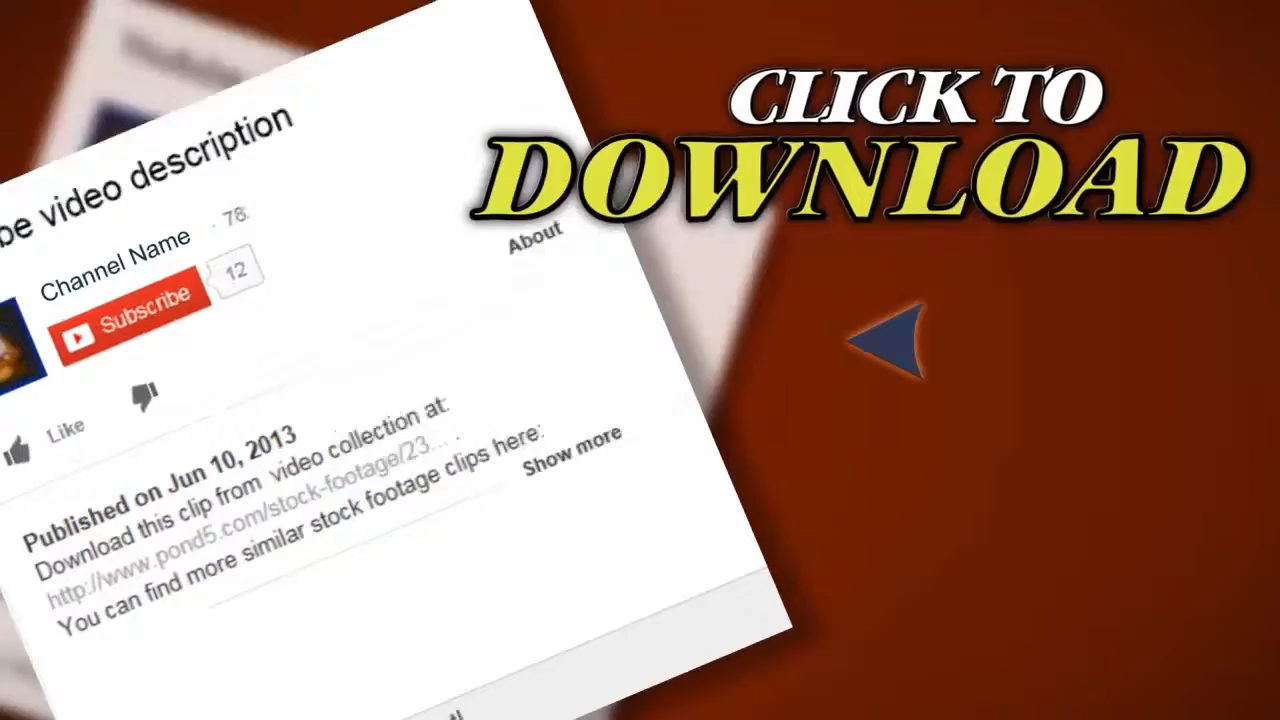 CLICK TO
DOWNLOAD
be video description
Channel Name
78
Subscribe
12
About
Like
Published on Jun 10, 2013
Download this clip from video collection at:
http://www.pond5.com/stock-footage/23...
You can find more similar stock footage clips here:
Show more